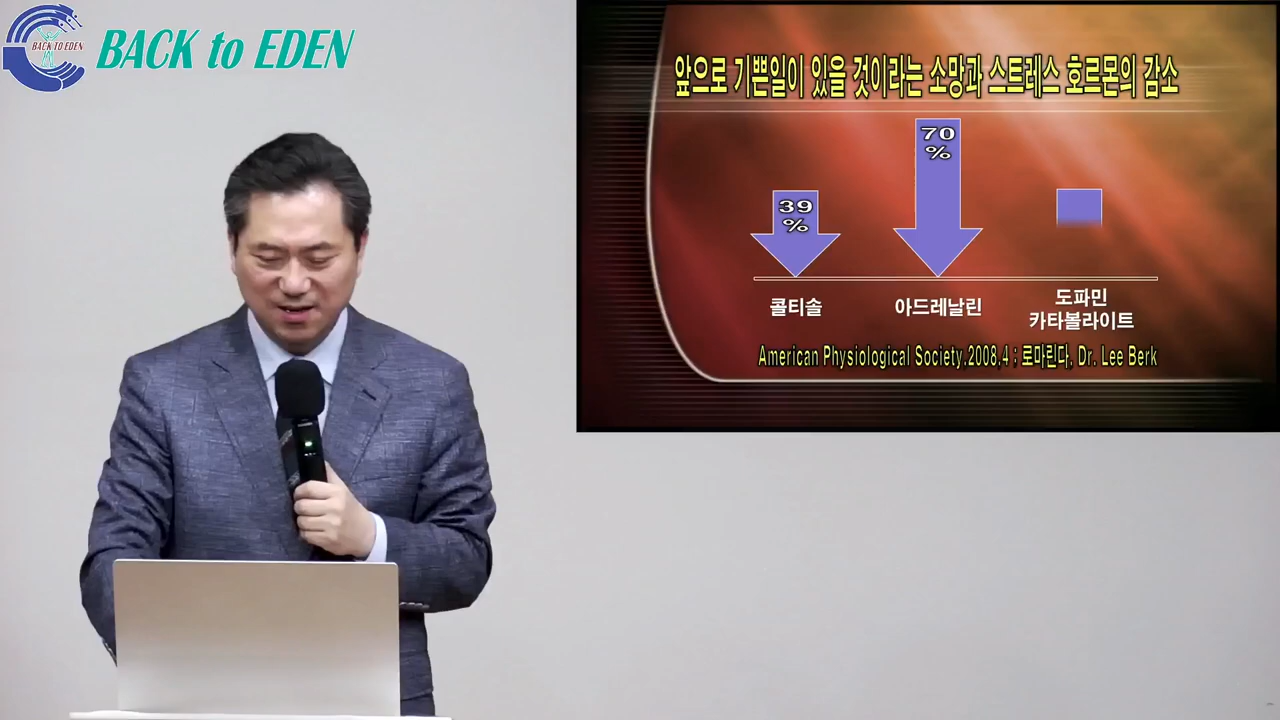 BACK TO EDEN
BACK to EDEN
앞으로 기쁜일이 있을 것이라는 소망과 스트레스 호르몬의 감소
39
%
70
%
콜티솔
아드레날린
도파민
카타볼라이트
American Physiological Society.2008,4 ; 로마린다. Dr. Lee Berk